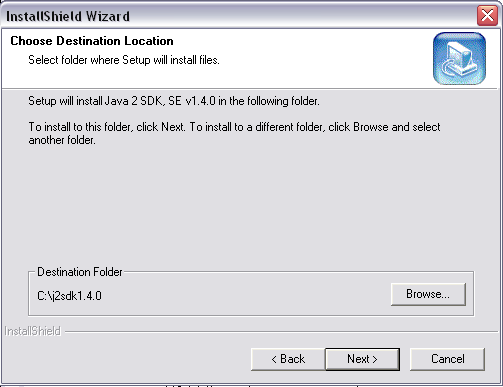 InstallShield Wizard
Choose Destination Location
Select folder where Setup will install files.
Setup will install Java 2 SDK, SE v1.4.0 in the following folder.
To install to this folder, click Next. To install to a different folder, click Browse and select
another folder.
Destination Folder
C:\j2sdk1.4.0
Browse...
InstallShield
< Back
Next >
Cancel